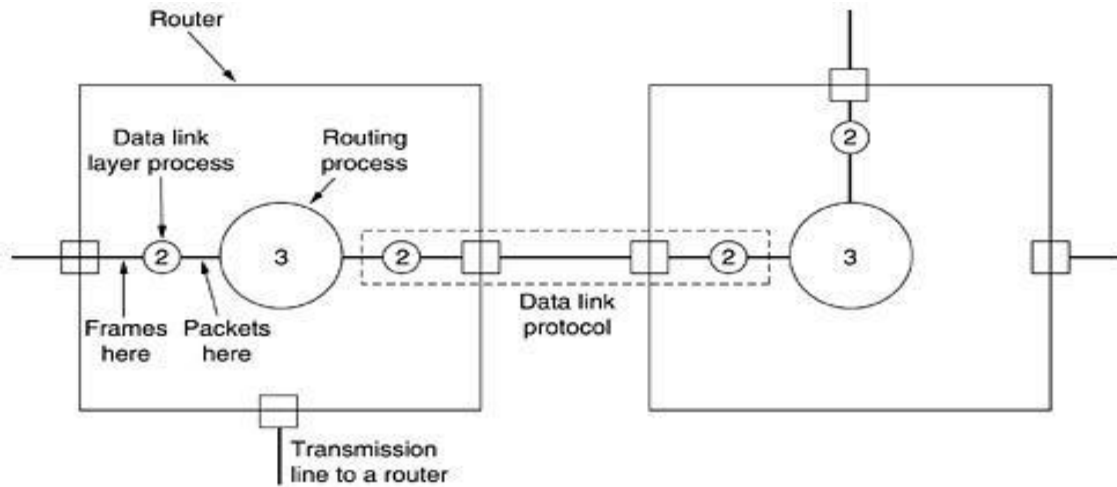 Router
Data link
layer process
Routing
process
2
2
3
2
2
3
Frames
here
Packets
here
Data link
protocol
Transmission
line to a router